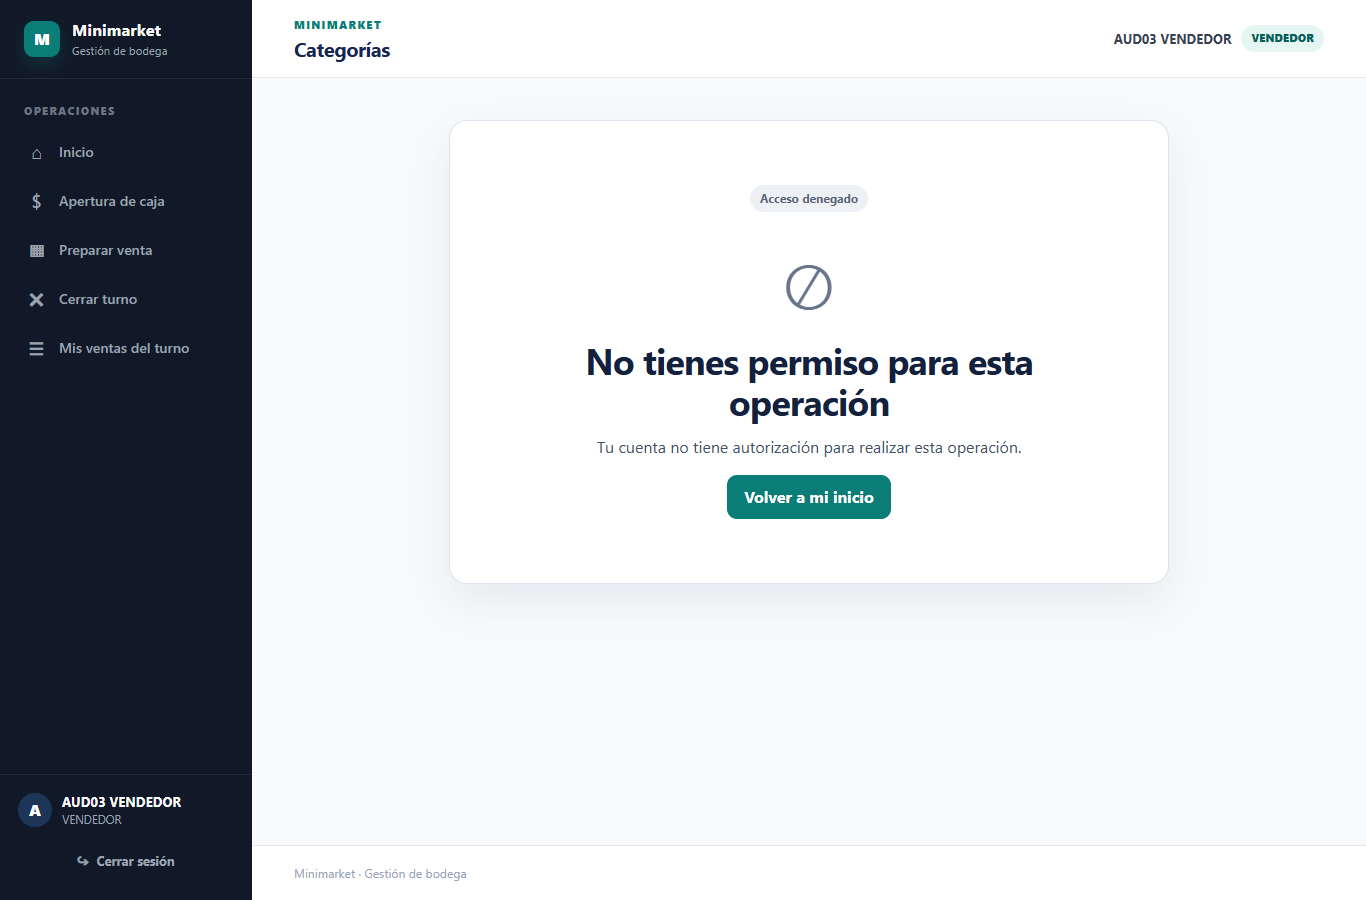 M
Minimarket
Gestión de bodega
OPERACIONES
Inicio
$ Apertura de caja
Preparar venta
Cerrar turno
Mis ventas del turno
A
AUD03 VENDEDOR
VENDEDOR
Cerrar sesión
MINIMARKET
Categorías
AUD03 VENDEDOR VENDEDOR
Acceso denegado
No tienes permiso para esta
operación
Tu cuenta no tiene autorización para realizar esta operación.
Volver a mi inicio
Minimarket · Gestión de bodega